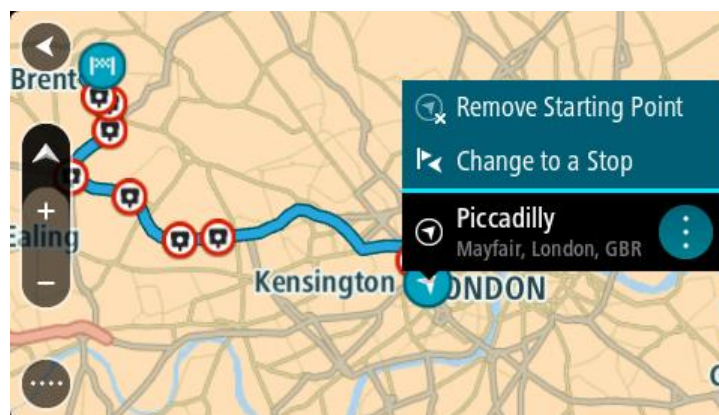 Brent
Remove Starting Point
Change to a Stop
Piccadilly
Mayfair, London, GBR
Ealing
Kensington
ONDON